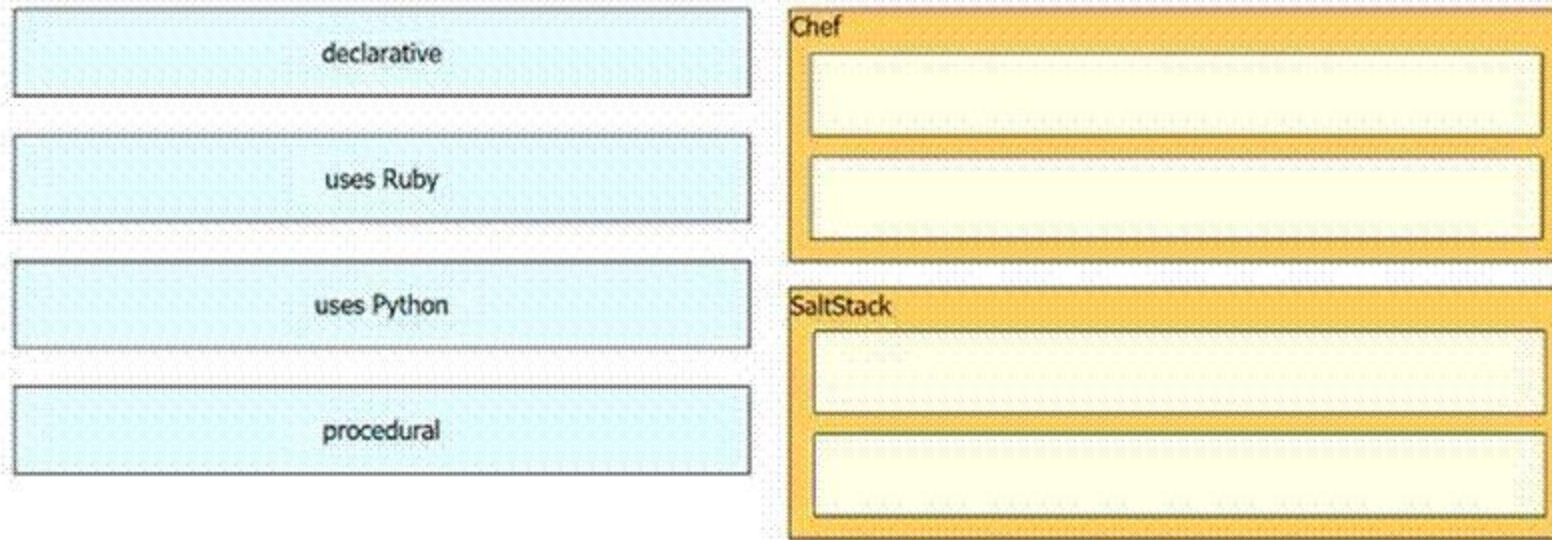 declarative
uses Ruby
uses Python
procedural
Chef
SaltStack